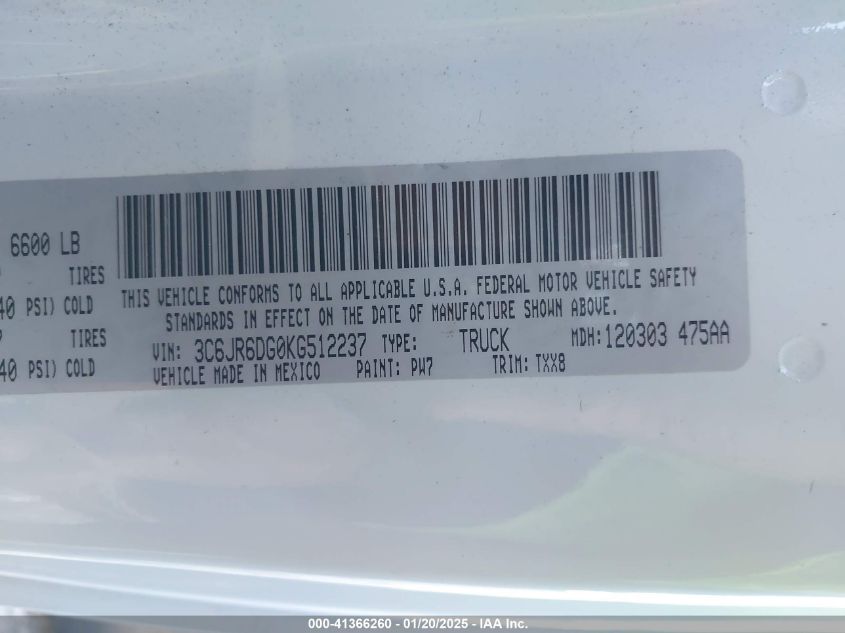 6600 LB
TIRES
40 PSI) COLD
TIRES
40 PSI) COLD
THIS VEHICLE CONFORMS TO ALL APPLICABLE U.S.A. FEDERAL MOTOR VEHICLE SAFETY
STANDARDS IN EFFECT ON THE DATE OF MANUFACTURE SHOWN ABOVE.
VIN: 3C6JR6DG0KG512237 TYPE: TRUCK MDH:120303 475AA
VEHICLE MADE IN MEXICO PAINT: PW7 TRIM: TXX8
000-41366260 - 01/20/2025 - IAA Inc.